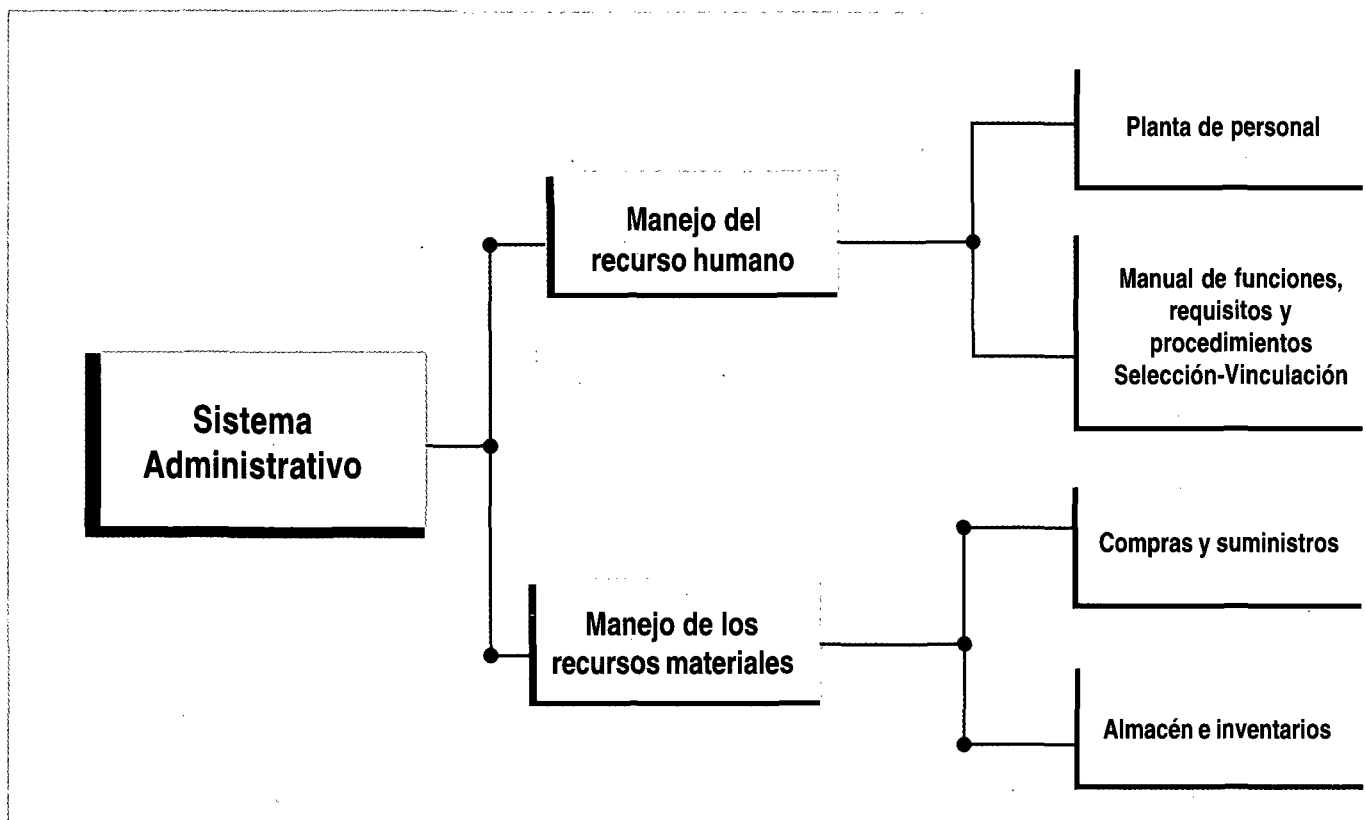 Planta de personal
Manejo del
recurso humano
Manual de funciones,
requisitos y
procedimientos
Selección-Vinculación
Sistema
Administrativo
Compras y suministros
Manejo de los
recursos materiales
Almacén e inventarios